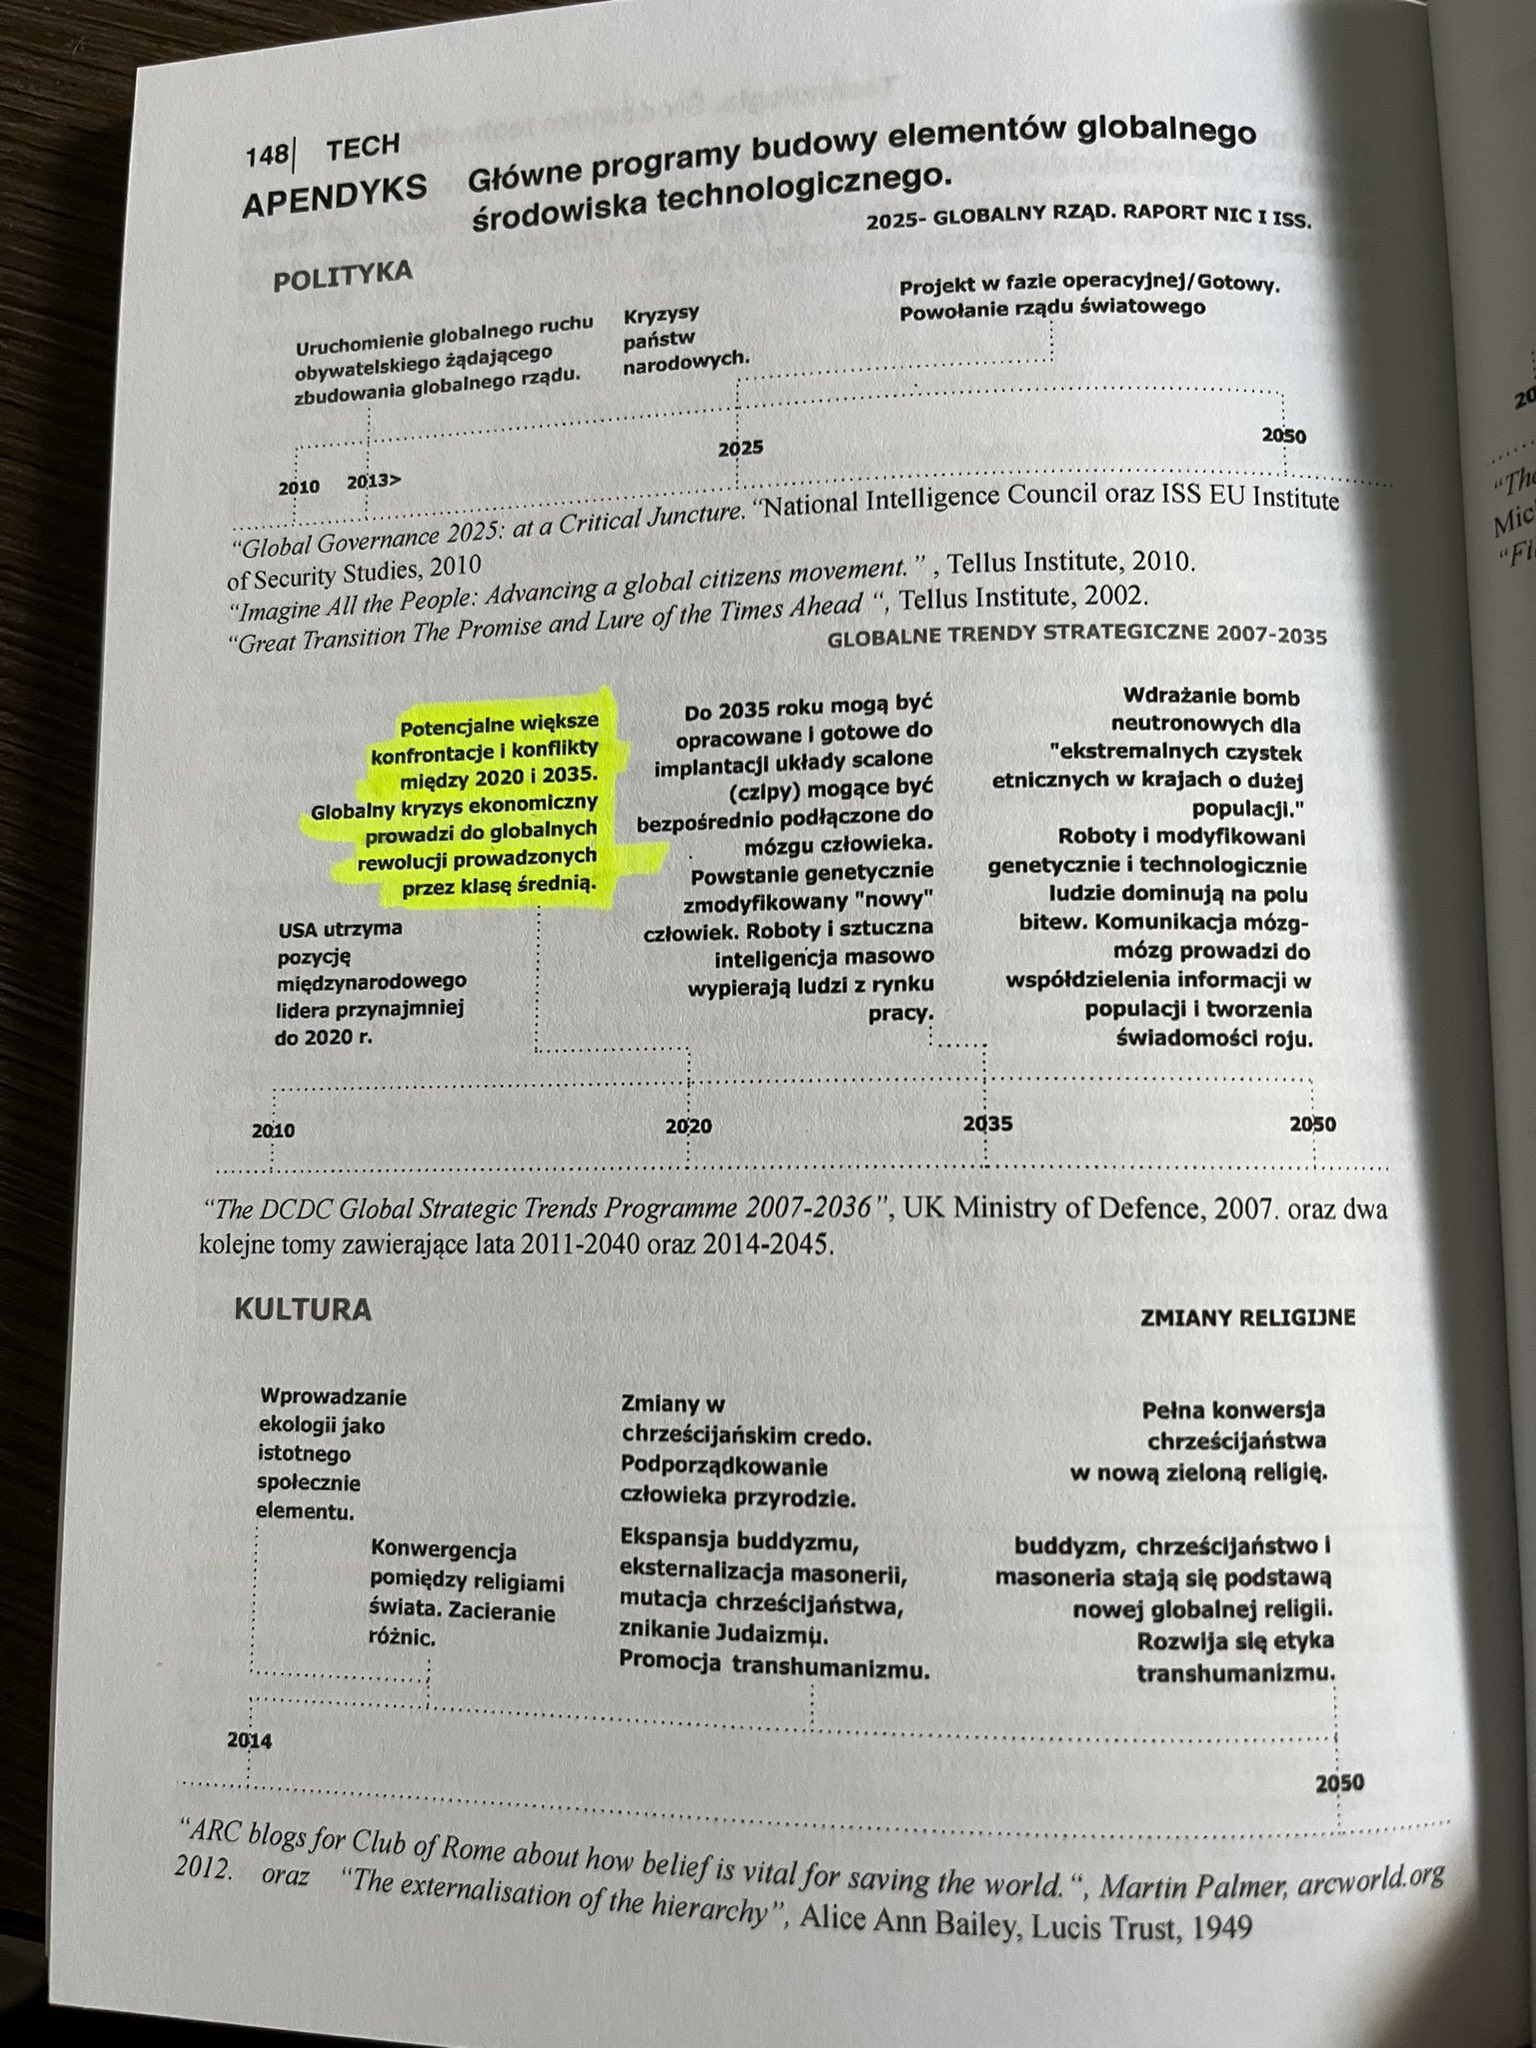 148| TECH
APENDYKS
Główne programy budowy elementów globalnego
środowiska technologicznego.
2025- GLOBALNY RZĄD. RAPORT NIC I ISS.
POLITYKA
Uruchomienie globalnego ruchu
obywatelskiego żądającego
zbudowania globalnego rządu.
Kryzysy
państw
narodowych.
Projekt w fazie operacyjnej/Gotowy.
Powołanie rządu światowego
2010
2013>
2025
2050
“Global Governance 2025: at a Critical Juncture. “National Intelligence Council oraz ISS EU Institute
of Security Studies, 2010
“Imagine All the People: Advancing a global citizens movement.” , Tellus Institute, 2010.
“Great Transition The Promise and Lure of the Times Ahead “, Tellus Institute, 2002.
GLOBALNE TRENDY STRATEGICZNE 2007-2035
USA utrzyma
pozycję
międzynarodowego
lidera przynajmniej
do 2020 r.
Potencjalne większe
konfrontacje i konflikty
między 2020 i 2035.
Globalny kryzys ekonomiczny
prowadzi do globalnych
rewolucji prowadzonych
przez klasę średnią.
Do 2035 roku mogą być
opracowane i gotowe do
implantacji układy scalone
(czipy) mogące być
bezpośrednio podłączone do
mózgu człowieka.
Powstanie genetycznie
zmodyfikowany "nowy"
człowiek. Roboty i sztuczna
inteligencja masowo
wypierają ludzi z rynku
pracy.
Wdrażanie bomb
neutronowych dla
"ekstremalnych czystek
etnicznych w krajach o dużej
populacji."
Roboty i modyfikowani
genetycznie i technologicznie
ludzie dominują na polu
bitew. Komunikacja mózg-
mózg prowadzi do
współdzielenia informacji w
populacji i tworzenia
świadomości roju.
2010
2020
2035
2050
“The DCDC Global Strategic Trends Programme 2007-2036”, UK Ministry of Defence, 2007. oraz dwa
kolejne tomy zawierające lata 2011-2040 oraz 2014-2045.
KULTURA
ZMIANY RELIGIJNE
Wprowadzanie
ekologii jako
istotnego
społecznie
elementu.
Konwergencja
pomiędzy religiami
świata. Zacieranie
różnic.
Zmiany w
chrześcijańskim credo.
Podporządkowanie
człowieka przyrodzie.
Ekspansja buddyzmu,
eksternalizacja masonerii,
mutacja chrześcijaństwa,
znikanie Judaizmu.
Promocja transhumanizmu.
Pełna konwersja
chrześcijaństwa
w nową zieloną religię.
buddyzm, chrześcijaństwo i
masoneria stają się podstawą
nowej globalnej religii.
Rozwija się etyka
transhumanizmu.
2014
2050
“ARC blogs for Club of Rome about how belief is vital for saving the world.“, Martin Palmer, arcworld.org
2012. oraz “The externalisation of the hierarchy”, Alice Ann Bailey, Lucis Trust, 1949
20
“The
“Fi